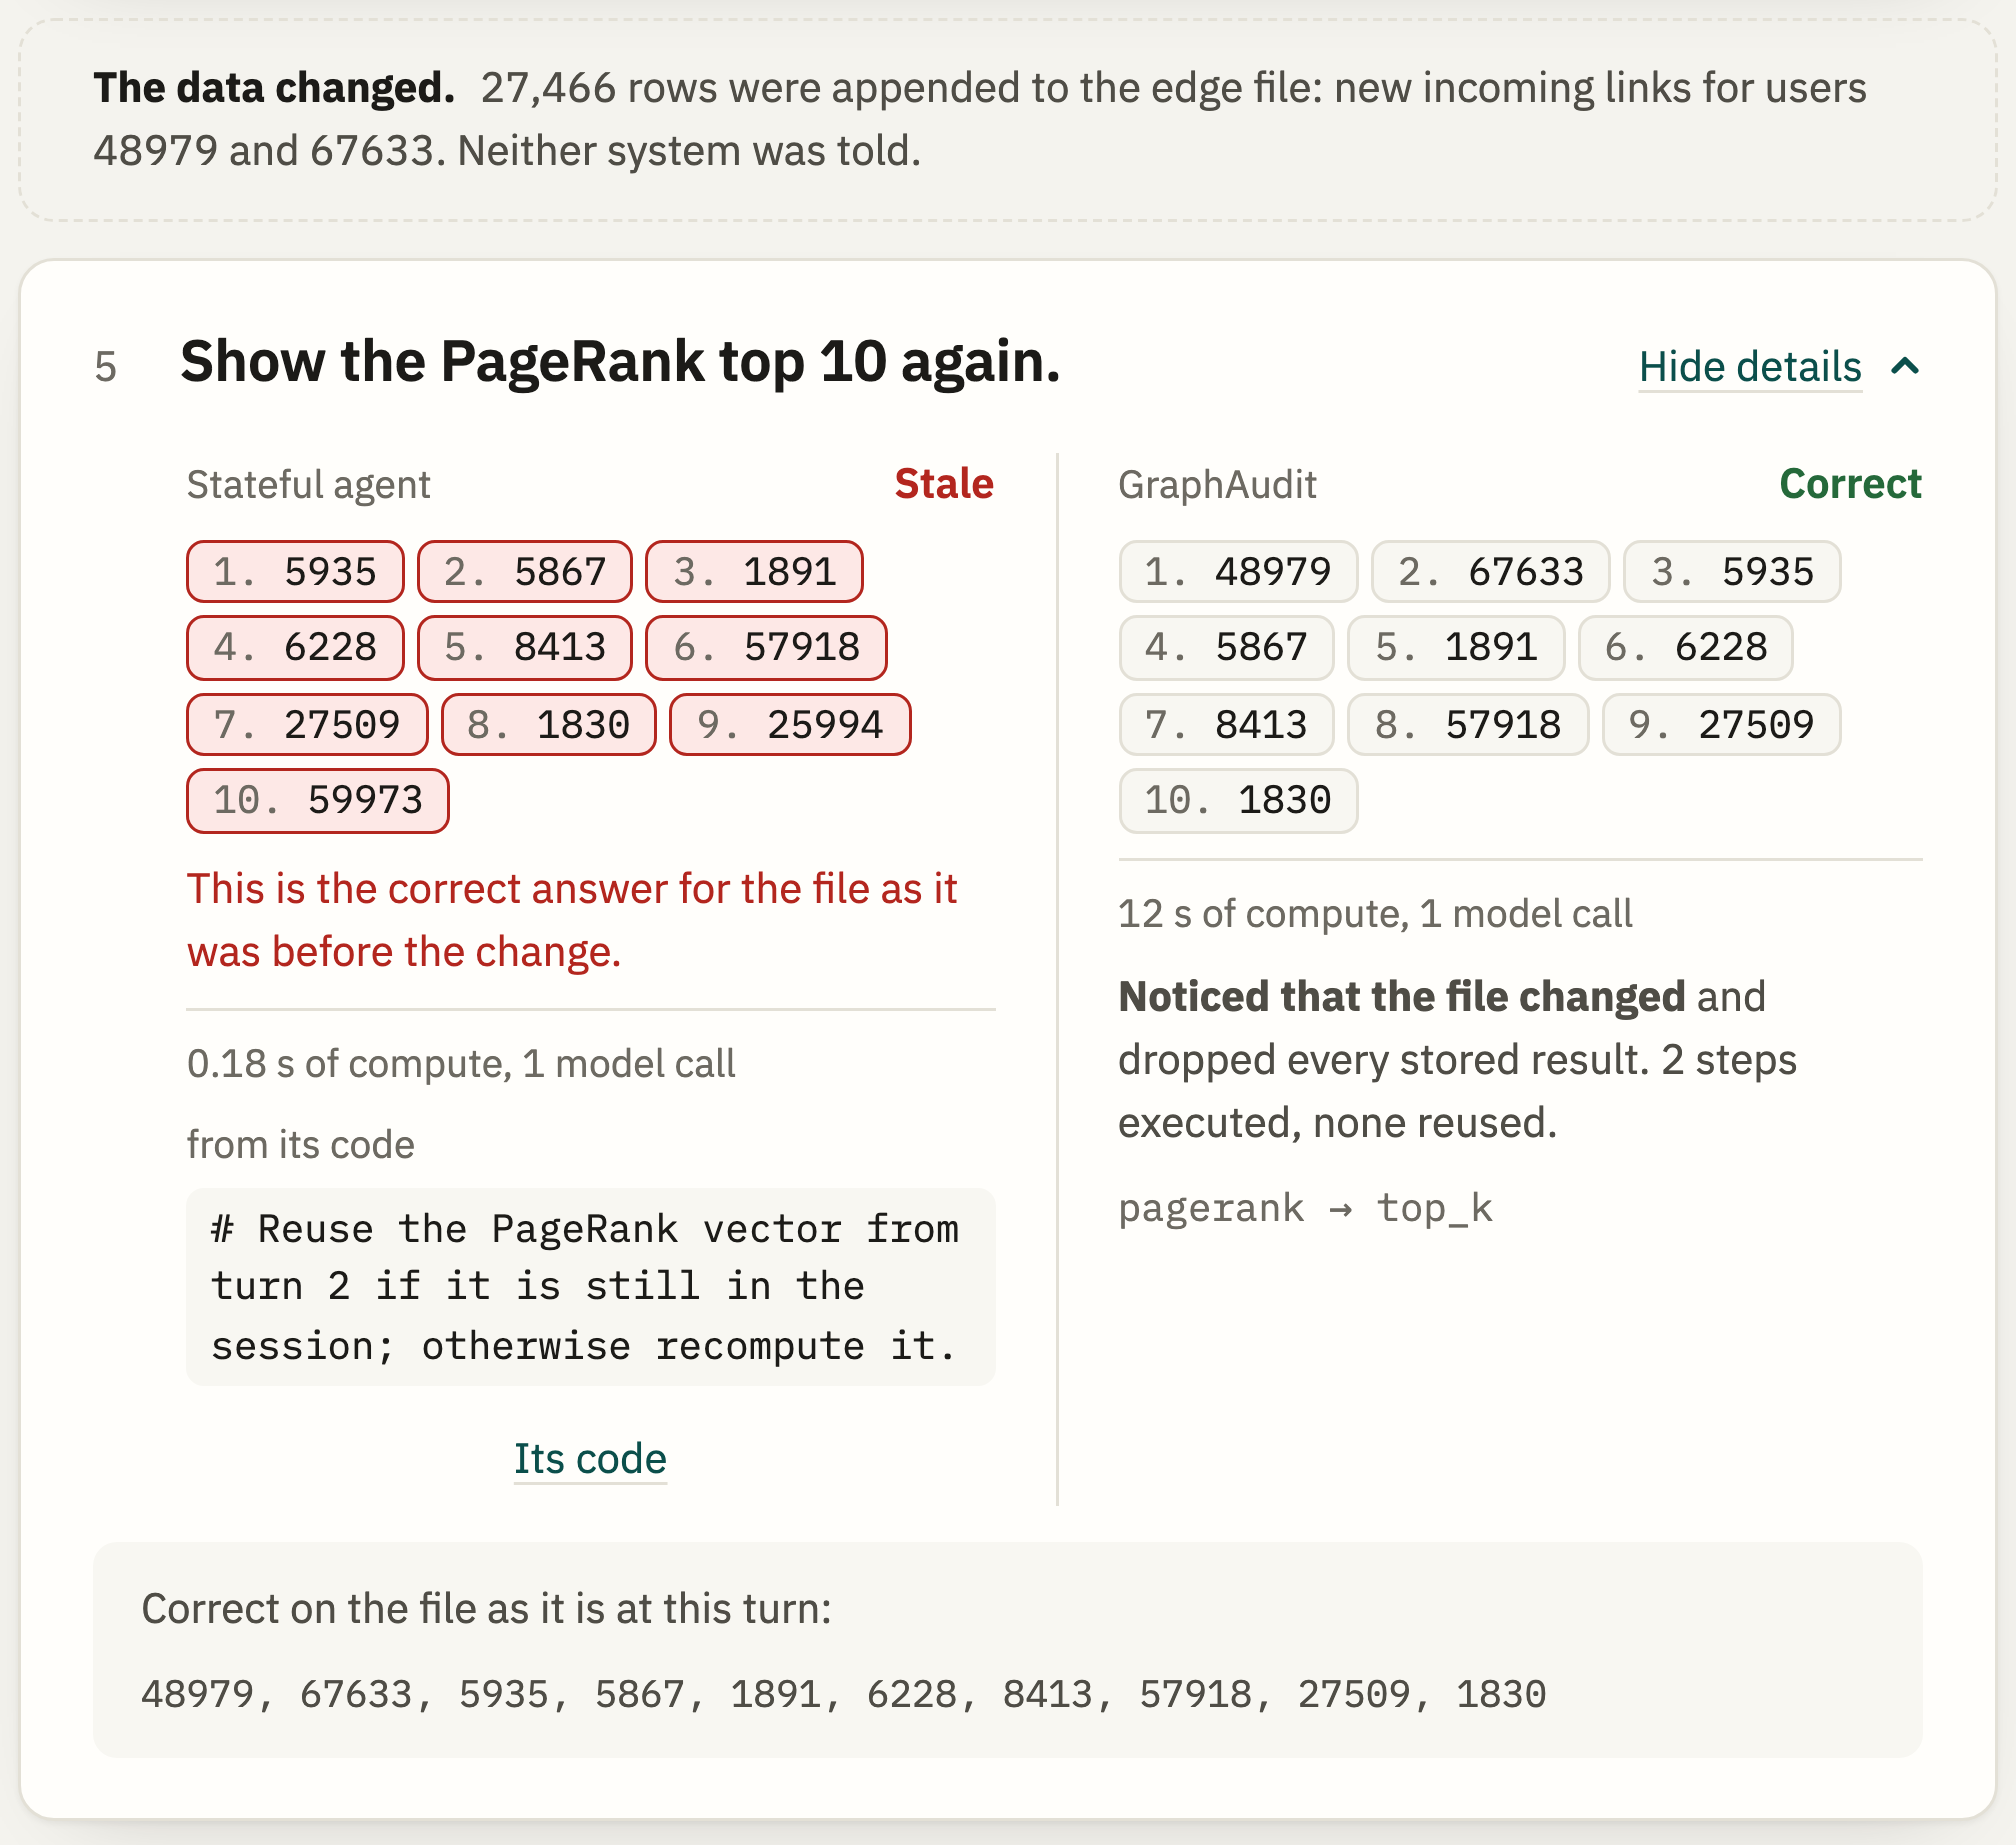 The data changed. 27,466 rows were appended to the edge file: new incoming links for users
48979 and 67633. Neither system was told.
5 Show the PageRank top 10 again. Hide details
Stateful agent Stale
1. 5935 2. 5867 3. 1891
4. 6228 5. 8413 6. 57918
7. 27509 8. 1830 9. 25994
10. 59973
This is the correct answer for the file as it
was before the change.
0.18 s of compute, 1 model call
from its code
# Reuse the PageRank vector from
turn 2 if it is still in the
session; otherwise recompute it.
Its code
GraphAudit Correct
1. 48979 2. 67633 3. 5935
4. 5867 5. 1891 6. 6228
7. 8413 8. 57918 9. 27509
10. 1830
12 s of compute, 1 model call
Noticed that the file changed and
dropped every stored result. 2 steps
executed, none reused.
pagerank → top_k
Correct on the file as it is at this turn:
48979, 67633, 5935, 5867, 1891, 6228, 8413, 57918, 27509, 1830